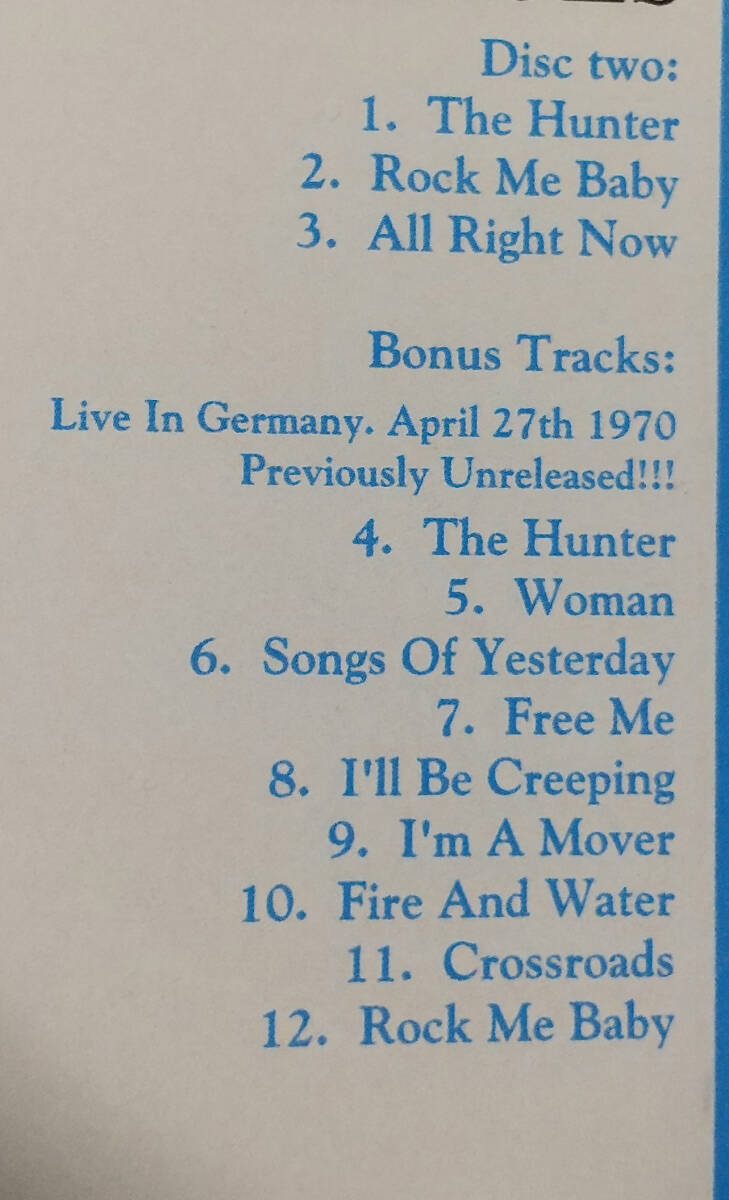 Disc two:
1. The Hunter
2. Rock Me Baby
3. All Right Now
Bonus Tracks:
Live In Germany. April 27th 1970
Previously Unreleased!!!
4. The Hunter
5. Woman
6. Songs Of Yesterday
7. Free Me
8. I'll Be Creeping
9. I'm A Mover
10. Fire And Water
11. Crossroads
12. Rock Me Baby